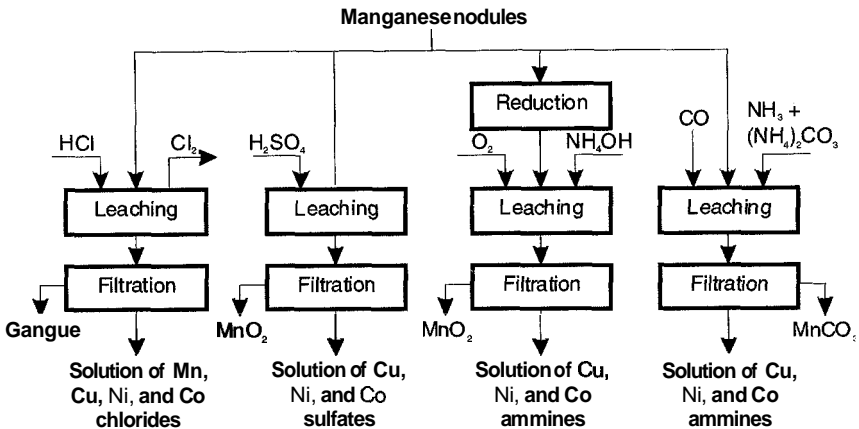 Manganese nodules
Reduction
HCl
Cl₂
H₂SO₄
O₂
NH₄OH
CO
NH₃ +
(NH₄)₂CO₃
Leaching
Leaching
Leaching
Leaching
Filtration
Filtration
Filtration
Filtration
Gangue
MnO₂
MnO₂
MnCO₃
Solution of Mn,
Cu, Ni, and Co
chlorides
Solution of Cu,
Ni, and Co
sulfates
Solution of Cu,
Ni, and Co
ammines
Solution of Cu,
Ni, and Co
ammines